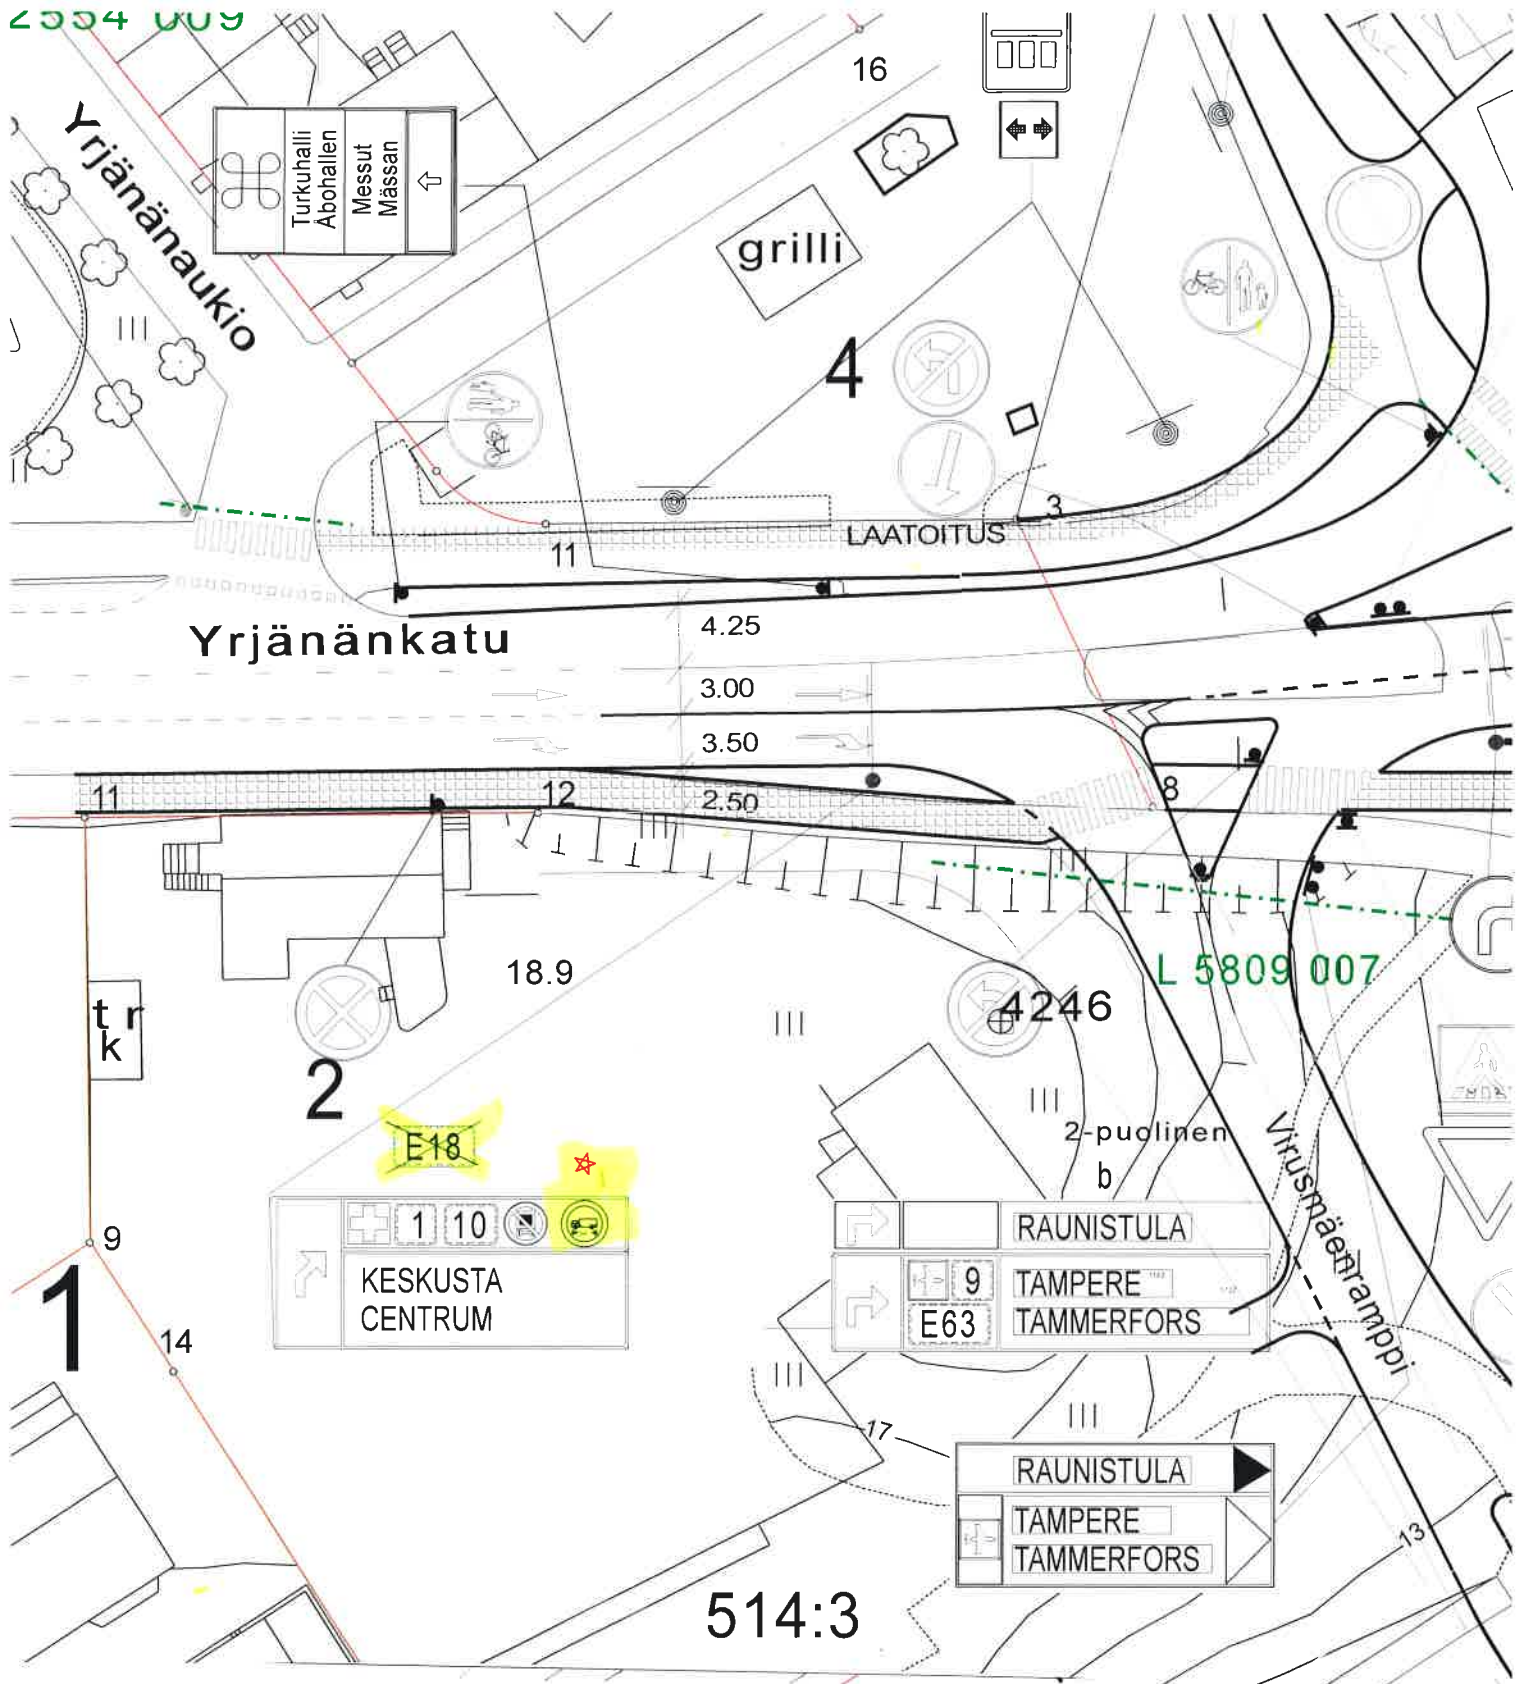 2554 009
16
Yrjänänaukio
Turkuhalli
Åbohallen
Messut
Mässan
grilli
4
3
LAATOITUS
11
Yrjänänkatu
4.25
3.00
3.50
2.50
11
12
8
18.9
t r
k
2
4246
L 5809 007
2-puolinen
b
Virusmäenramppi
E18
1 10
KESKUSTA
CENTRUM
RAUNISTULA
9
E63
TAMPERE
TAMMERFORS
9
1
14
17
RAUNISTULA
TAMPERE
TAMMERFORS
13
514:3